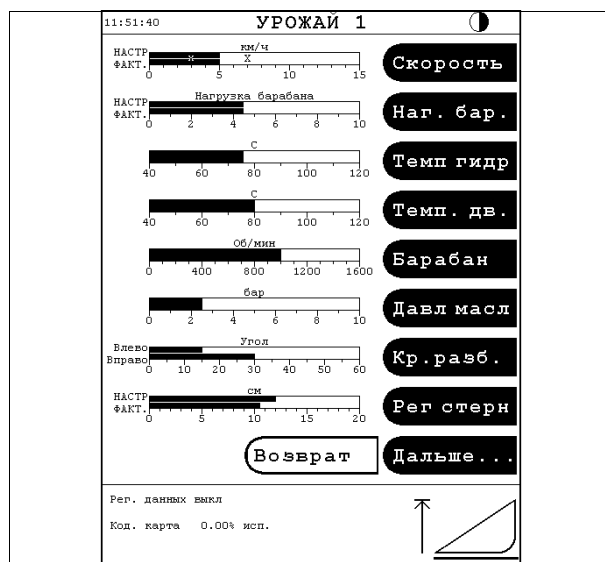 11:51:40 УРОЖАЙ 1
км/ч
НАСТР
ФАКТ.
x X
0 5 10 15
Скорость
Нагрузка барабана
НАСТР
ФАКТ.
0 2 4 6 8 10
Наг. бар.
С
40 60 80 100 120
Темп гидр
С
40 60 80 100 120
Темп. дв.
Об/мин
0 400 800 1200 1600
Барабан
бар
0 2 4 6 8 10
Давл масл
Угол
Влево
Вправо
0 10 20 30 40 50 60
Кр.разб.
см
НАСТР
ФАКТ.
0 5 10 15 20
Рег стерн
Возврат
Дальше...
Рег. данных выкл
Код. карта 0.00% исп.